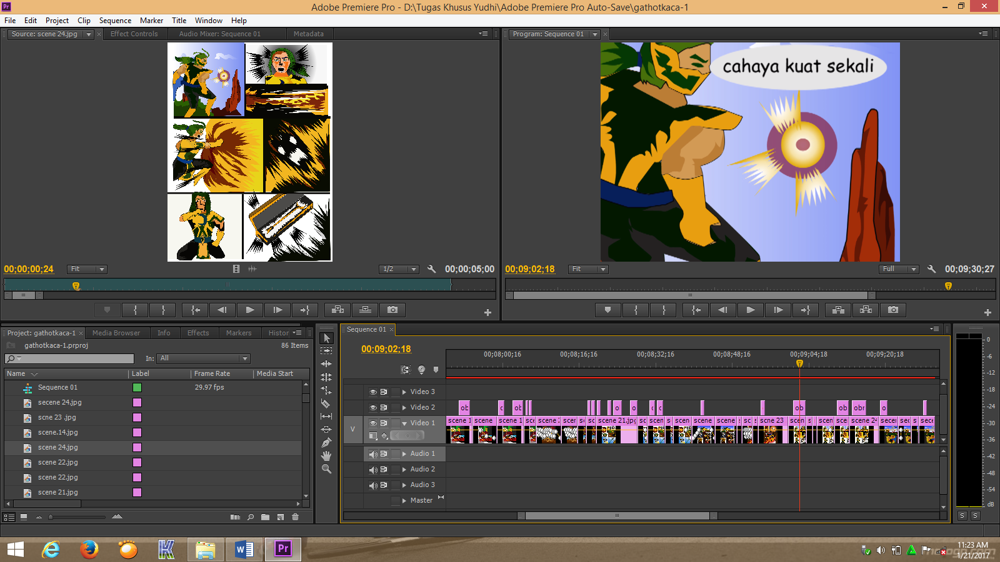 Adobe Premiere Pro - D:\Tugas Khusus Yudhi\Adobe Premiere Pro Auto-Save\gathotkaca-1
File Edit Project Clip Sequence Marker Title Window Help
Source: scene 24.jpg Effect Controls Audio Mixer: Sequence 01 Metadata
Program: Sequence 01
cahaya kuat sekali
00;00;00;24 Fit 1/2 00;00;05;00
00;09;02;18 Fit Full 00;09;30;27
Project: gathotkaca-1 Media Browser Info Effects Markers Histor
gathotkaca-1.prproj 86 Items
In: All
Name Label Frame Rate Media Start
Sequence 01 29.97 fps
secene 24.jpg
scne 23 .jpg
scene.14.jpg
scene 24.jpg
scene 22.jpg
scene 22.jpg
scene 21.jpg
Sequence 01
00;09;02;18
00;08;00;16 00;08;16;16 00;08;32;16 00;08;48;16 00;09;04;18 00;09;20;18
Video 3
Video 2 ob c ob o o c c ob ob obr o
V Video 1 scene 1 scene scene 1 sce scene scene s sc scene 21.jpg sc scen s scen scene scene sc s scne 23 scen s scen scene 24 scen sec s sece
Audio 1
Audio 2
Audio 3
Master
0
-6
-12
-18
-24
-30
-36
-42
-48
-54
dB
S S
Pr
11:23 AM
1/21/2017